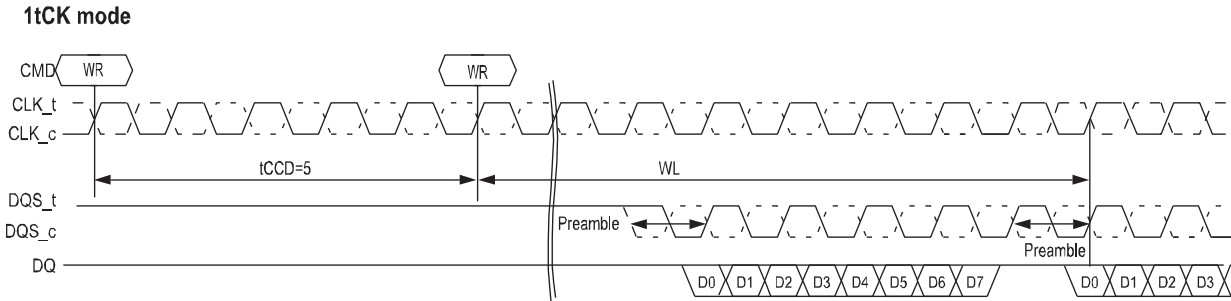 1tCK mode
CMD WR WR
CLK_t
CLK_c
tCCD=5 WL
DQS_t
DQS_c Preamble Preamble
DQ D0 D1 D2 D3 D4 D5 D6 D7 D0 D1 D2 D3